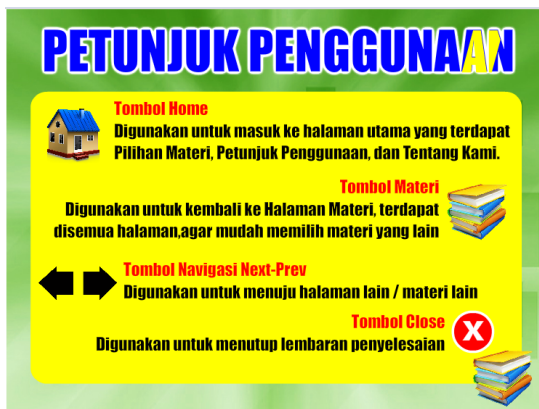 PETUNJUK PENGGUNAAN
Tombol Home
Digunakan untuk masuk ke halaman utama yang terdapat
Pilihan Materi, Petunjuk Penggunaan, dan Tentang Kami.
Tombol Materi
Digunakan untuk kembali ke Halaman Materi, terdapat
disemua halaman,agar mudah memilih materi yang lain
Tombol Navigasi Next-Prev
Digunakan untuk menuju halaman lain / materi lain
Tombol Close
Digunakan untuk menutup lembaran penyelesaian
X